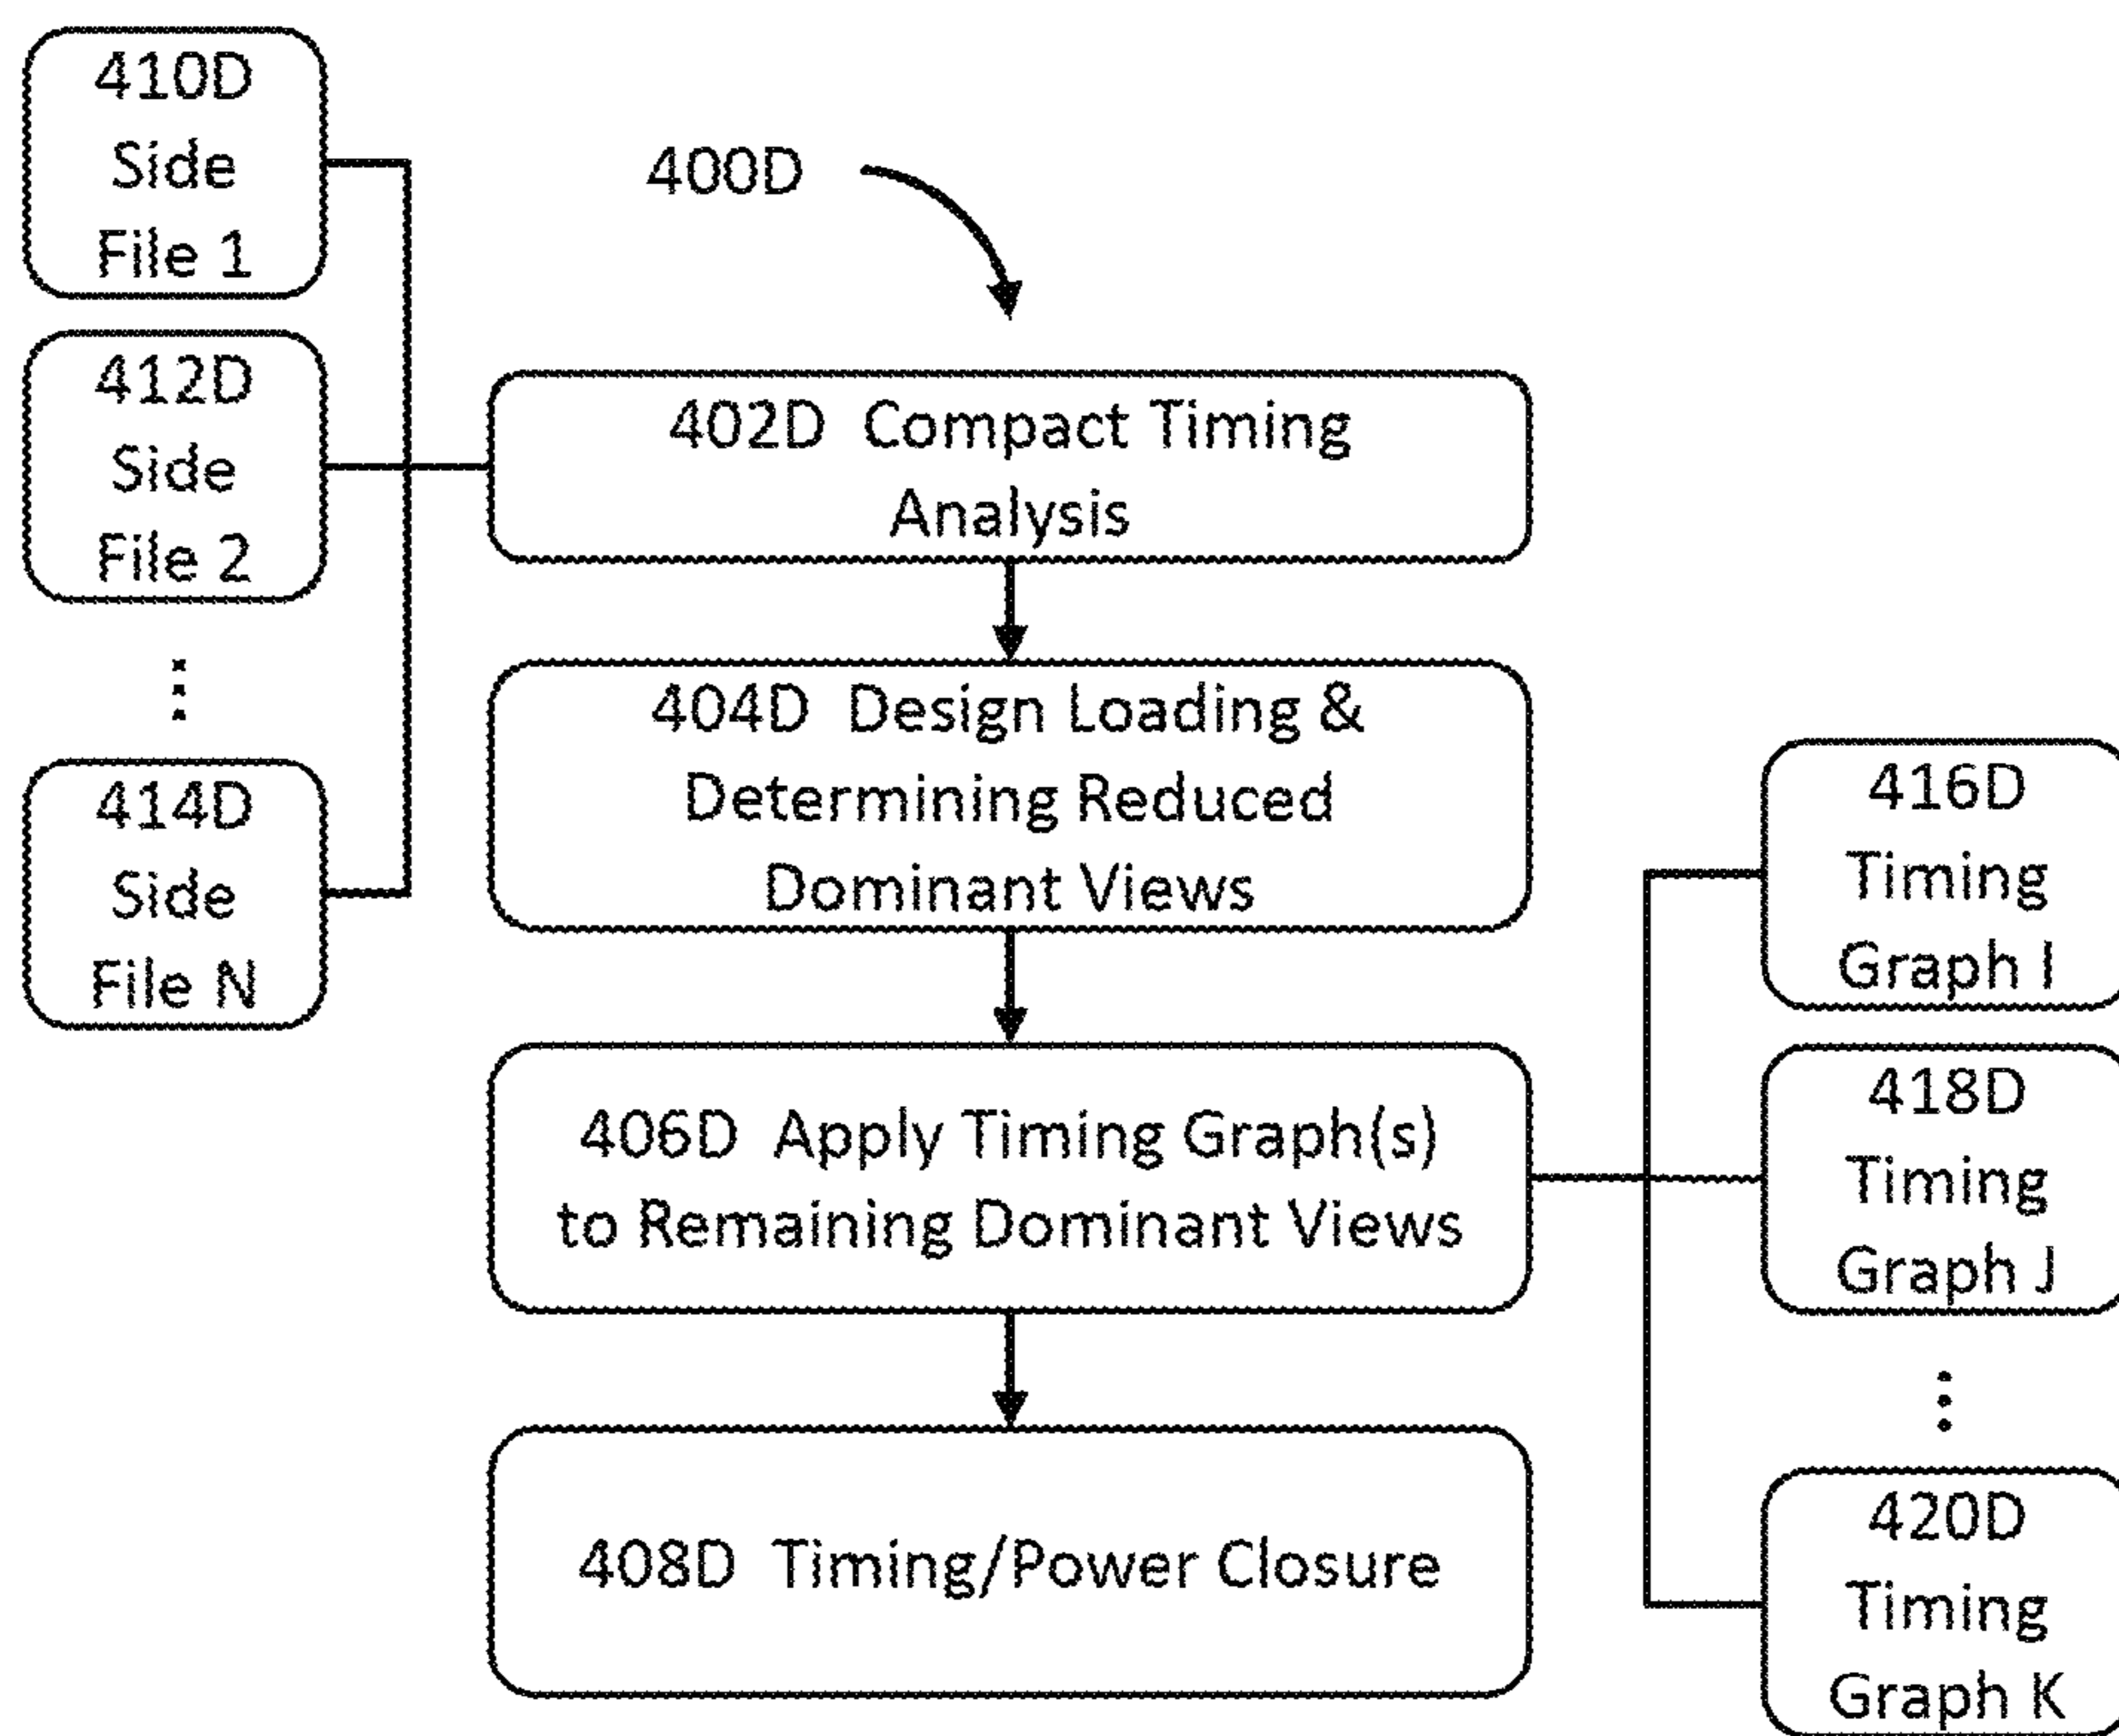 410D
Side
File 1
400D
412D
Side
File 2
402D Compact Timing
Analysis
404D Design Loading &
Determining Reduced
Dominant Views
414D
Side
File N
416D
Timing
Graph I
406D Apply Timing Graph(s)
to Remaining Dominant Views
418D
Timing
Graph J
408D Timing/Power Closure
420D
Timing
Graph K